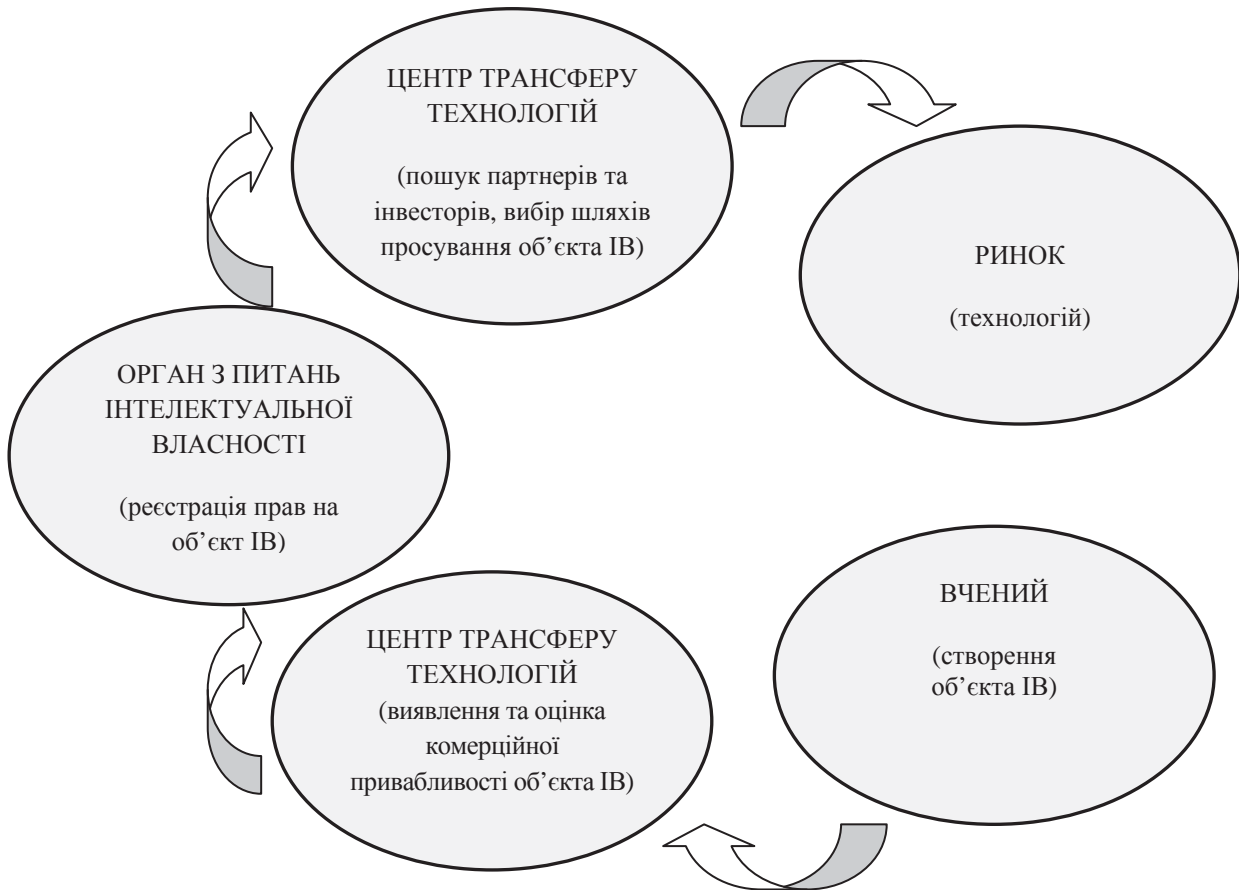 ЦЕНТР ТРАНСФЕРУ
ТЕХНОЛОГІЙ
(пошук партнерів та
інвесторів, вибір шляхів
просування об’єкта ІВ)
РИНОК
(технологій)
ОРГАН З ПИТАНЬ
ІНТЕЛЕКТУАЛЬНОЇ
ВЛАСНОСТІ
(реєстрація прав на
об’єкт ІВ)
ЦЕНТР ТРАНСФЕРУ
ТЕХНОЛОГІЙ
(виявлення та оцінка
комерційної
привабливості об’єкта ІВ)
ВЧЕНИЙ
(створення
об’єкта ІВ)